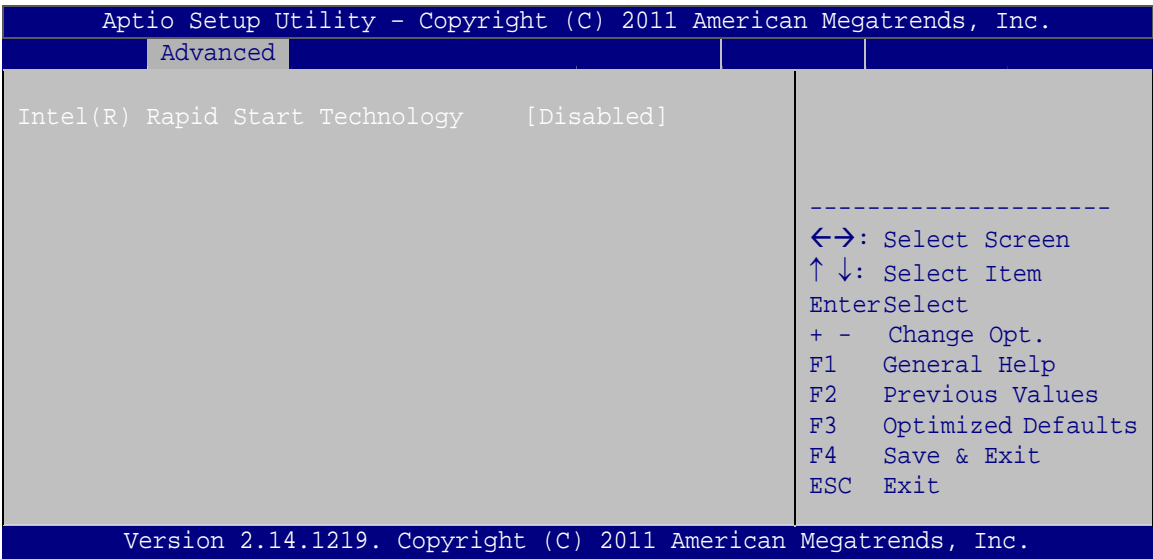 Aptio Setup Utility – Copyright (C) 2011 American Megatrends, Inc.
Advanced
Intel(R) Rapid Start Technology [Disabled]
---------------------
←→: Select Screen
↑ ↓: Select Item
EnterSelect
+ - Change Opt.
F1 General Help
F2 Previous Values
F3 Optimized Defaults
F4 Save & Exit
ESC Exit
Version 2.14.1219. Copyright (C) 2011 American Megatrends, Inc.